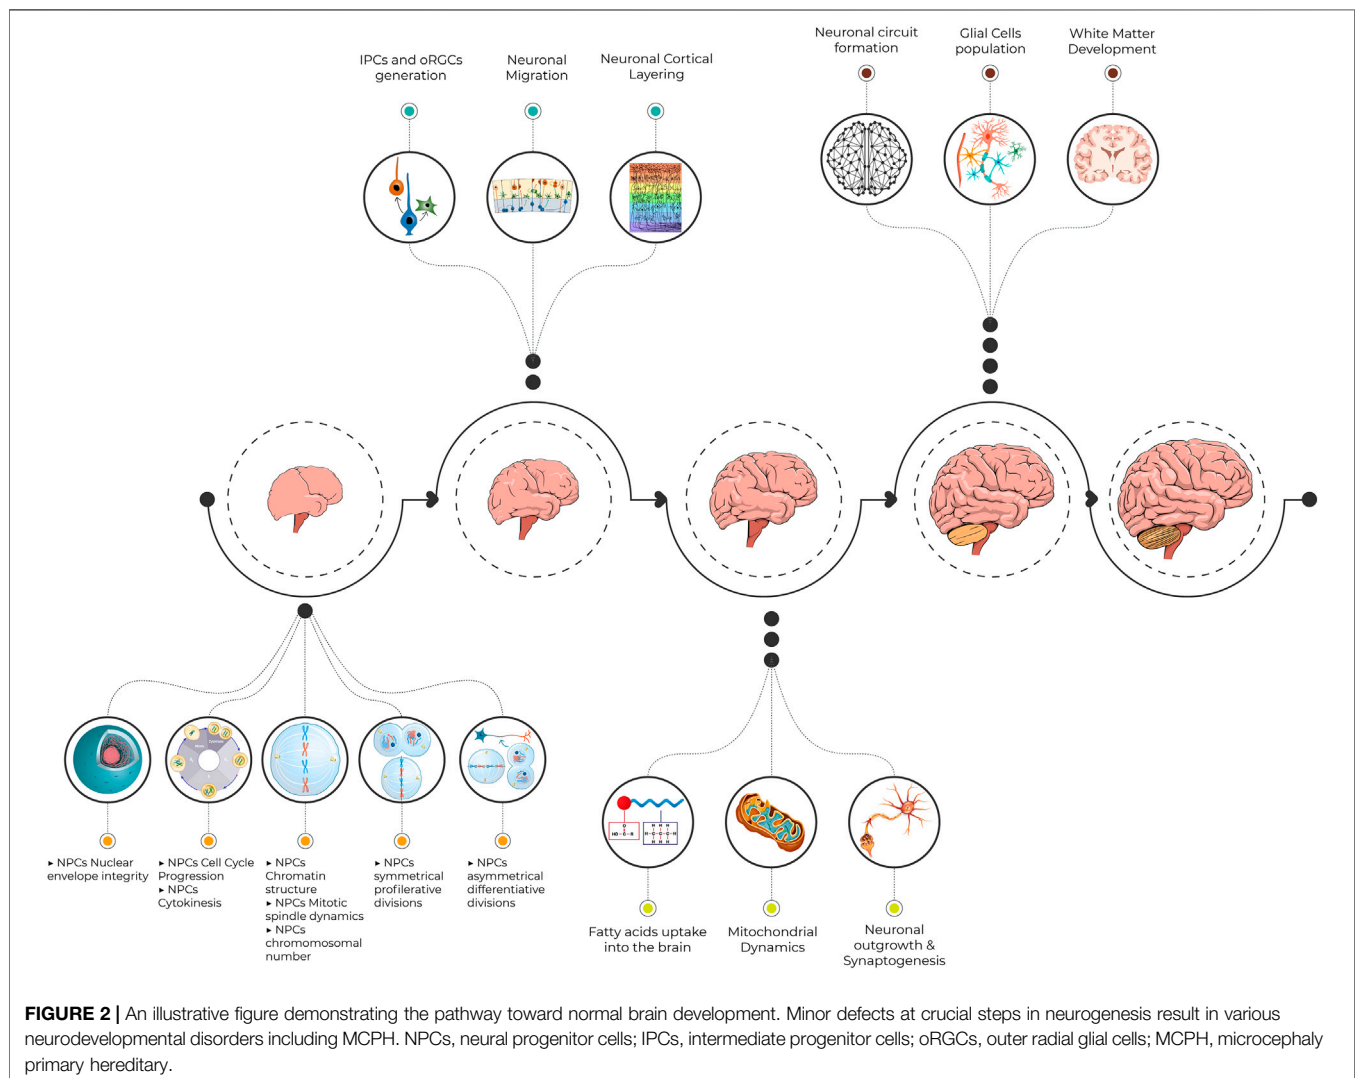 IPCs and oRGCs
generation
Neuronal
Migration
Neuronal Cortical
Layering
Neuronal circuit
formation
Glial Cells
population
White Matter
Development
▸ NPCs Nuclear
envelope integrity
▸ NPCs Cell Cycle
Progression
▸ NPCs
Cytokinesis
▸ NPCs
Chromatin
structure
▸ NPCs Mitotic
spindle dynamics
▸ NPCs
chromomosomal
number
▸ NPCs
symmetrical
profilerative
divisions
▸ NPCs
asymmetrical
differentiative
divisions
Fatty acids uptake
into the brain
Mitochondrial
Dynamics
Neuronal
outgrowth &
Synaptogenesis
FIGURE 2 | An illustrative figure demonstrating the pathway toward normal brain development. Minor defects at crucial steps in neurogenesis result in various
neurodevelopmental disorders including MCPH. NPCs, neural progenitor cells; IPCs, intermediate progenitor cells; oRGCs, outer radial glial cells; MCPH, microcephaly
primary hereditary.